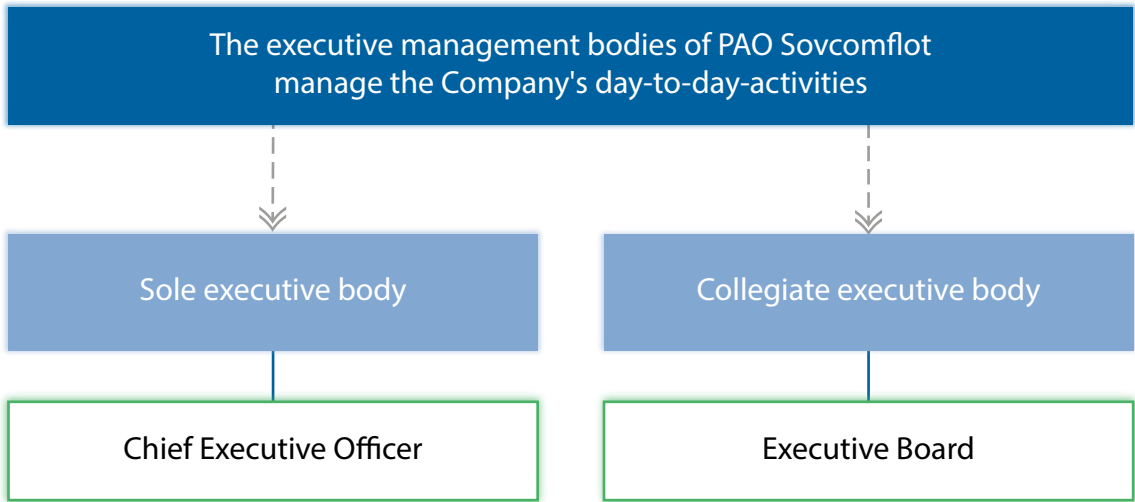 The executive management bodies of PAO Sovcomflot
manage the Company's day-to-day-activities
Sole executive body
Collegiate executive body
Chief Executive Officer
Executive Board